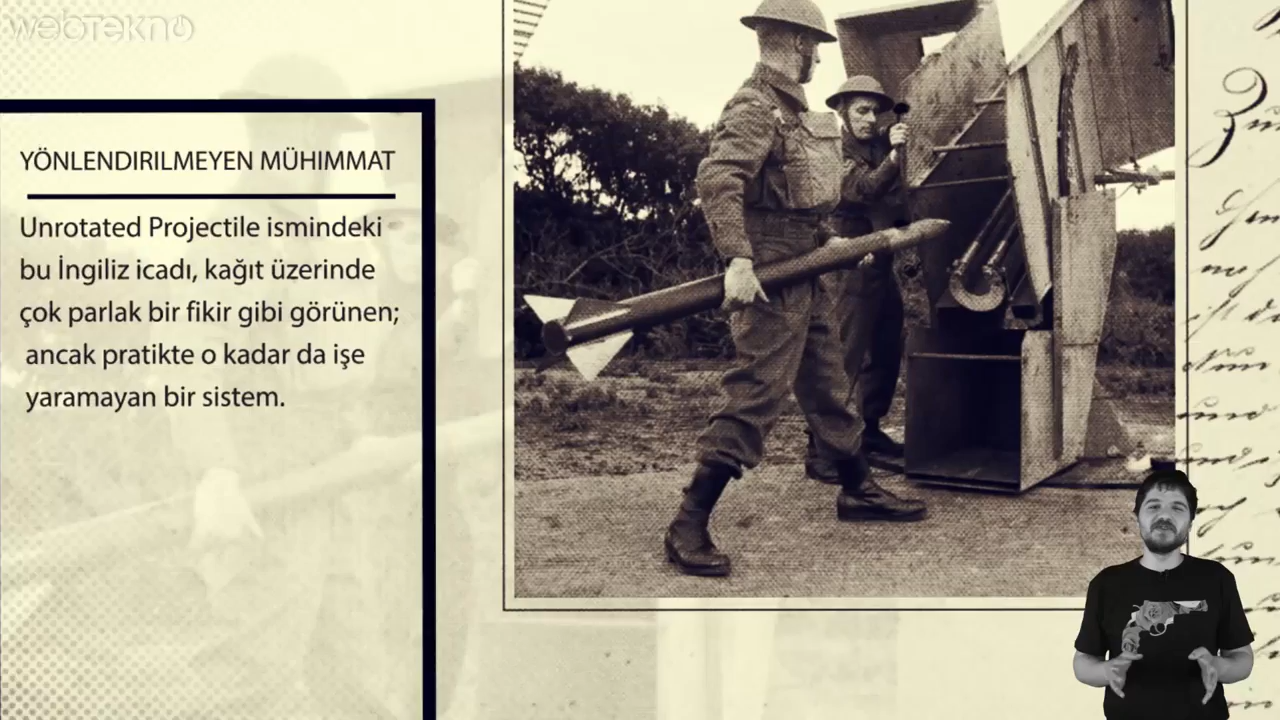 webtekno
YÖNLENDIRILMEYEN MÜHIMMAT
Unrotated Projectile ismindeki
bu İngiliz icadı, kağıt üzerinde
çok parlak bir fikir gibi görünen;
ancak pratikte o kadar da işe
yaramayan bir sistem.